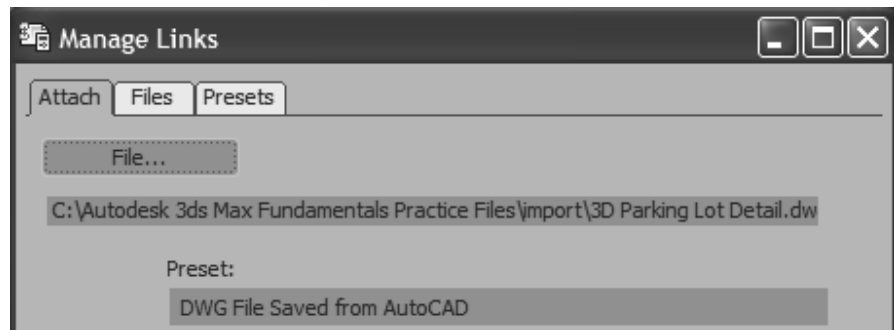 Manage Links
Attach Files Presets
File...
C:\Autodesk 3ds Max Fundamentals Practice Files\import\3D Parking Lot Detail.dw
Preset:
DWG File Saved from AutoCAD